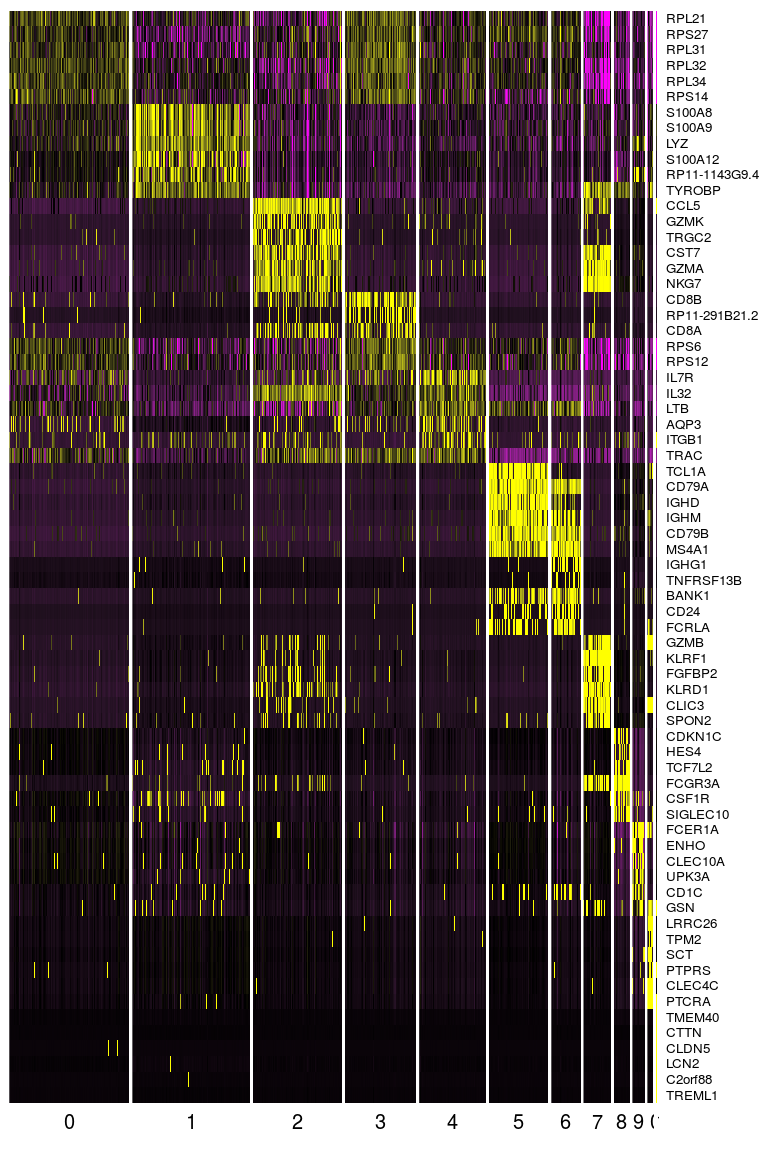 RPL21
RPS27
RPL31
RPL32
RPL34
RPS14
S100A8
S100A9
LYZ
S100A12
RP11-1143G9.4
TYROBP
CCL5
GZMK
TRGC2
CST7
GZMA
NKG7
CD8B
RP11-291B21.2
CD8A
RPS6
RPS12
IL7R
IL32
LTB
AQP3
ITGB1
TRAC
TCL1A
CD79A
IGHD
IGHM
CD79B
MS4A1
IGHG1
TNFRSF13B
BANK1
CD24
FCRLA
GZMB
KLRF1
FGFBP2
KLRD1
CLIC3
SPON2
CDKN1C
HES4
TCF7L2
FCGR3A
CSF1R
SIGLEC10
FCER1A
ENHO
CLEC10A
UPK3A
CD1C
GSN
LRRC26
TPM2
SCT
PTPRS
CLEC4C
PTCRA
TMEM40
CTTN
CLDN5
LCN2
C2orf88
TREML1
0 1 2 3 4 5 6 7 8 9